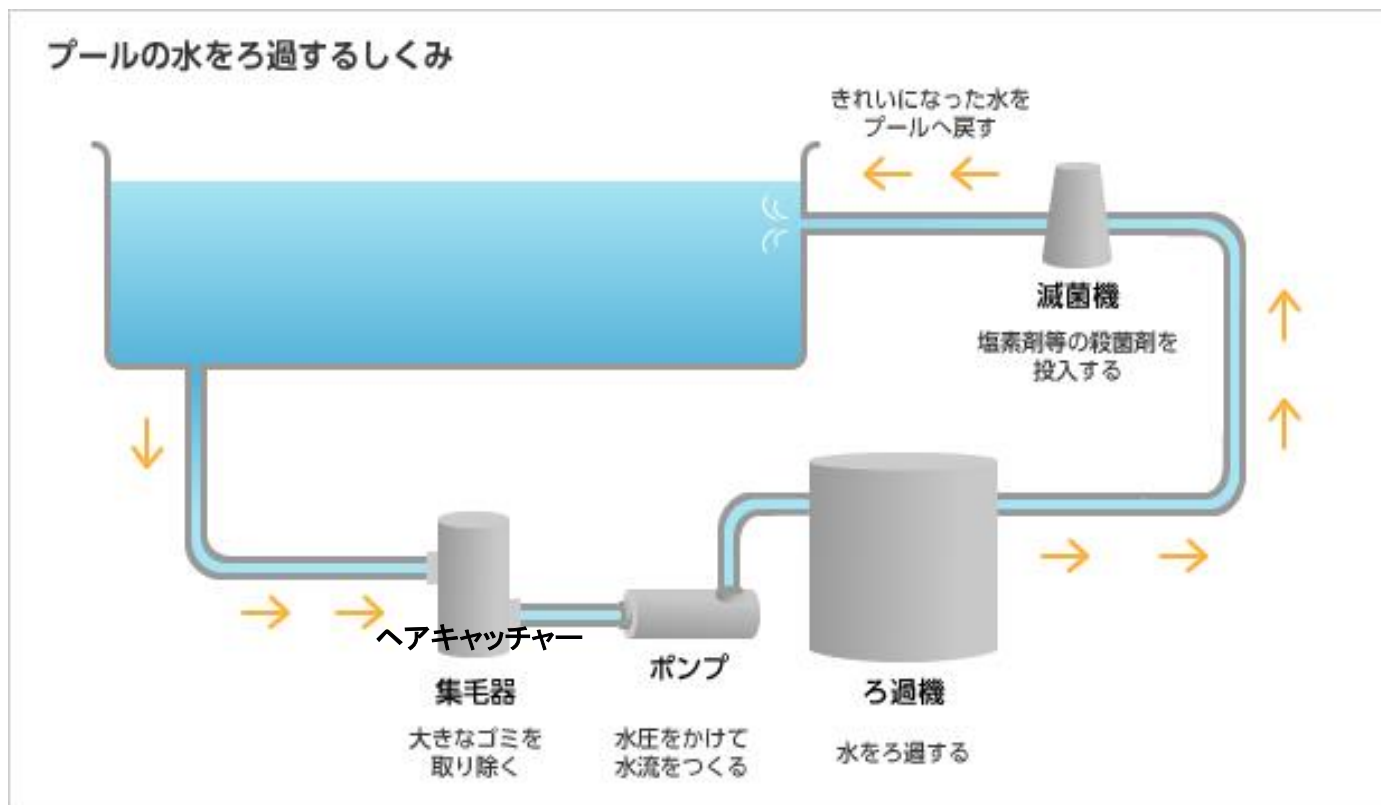 プールの水をろ過するしくみ
きれいになった水を
プールへ戻す
滅菌機
塩素剤等の殺菌剤を
投入する
ヘアキャッチャー
集毛器
大きなゴミを
取り除く
ポンプ
水圧をかけて
水流をつくる
ろ過機
水をろ過する